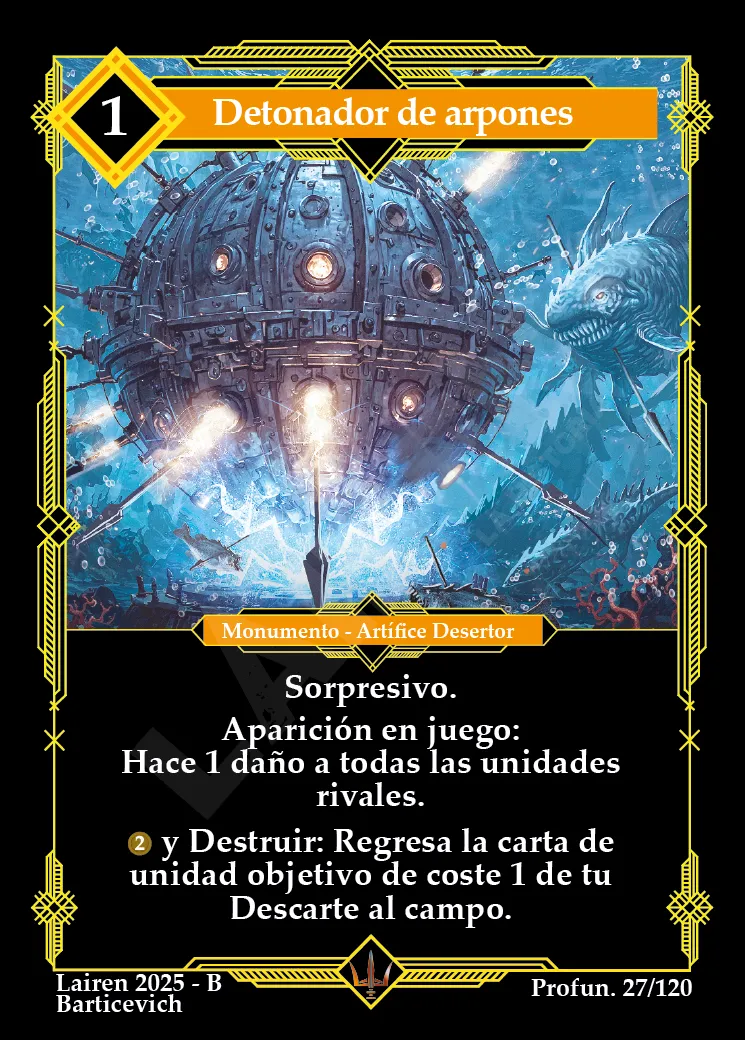 1
Detonador de arpones
Monumento - Artífice Desertor
Sorpresivo.
Aparición en juego:
Hace 1 daño a todas las unidades
rivales.
2 y Destruir: Regresa la carta de
unidad objetivo de coste 1 de tu
Descarte al campo.
Lairen 2025 - B
Barticevich
Profun. 27/120